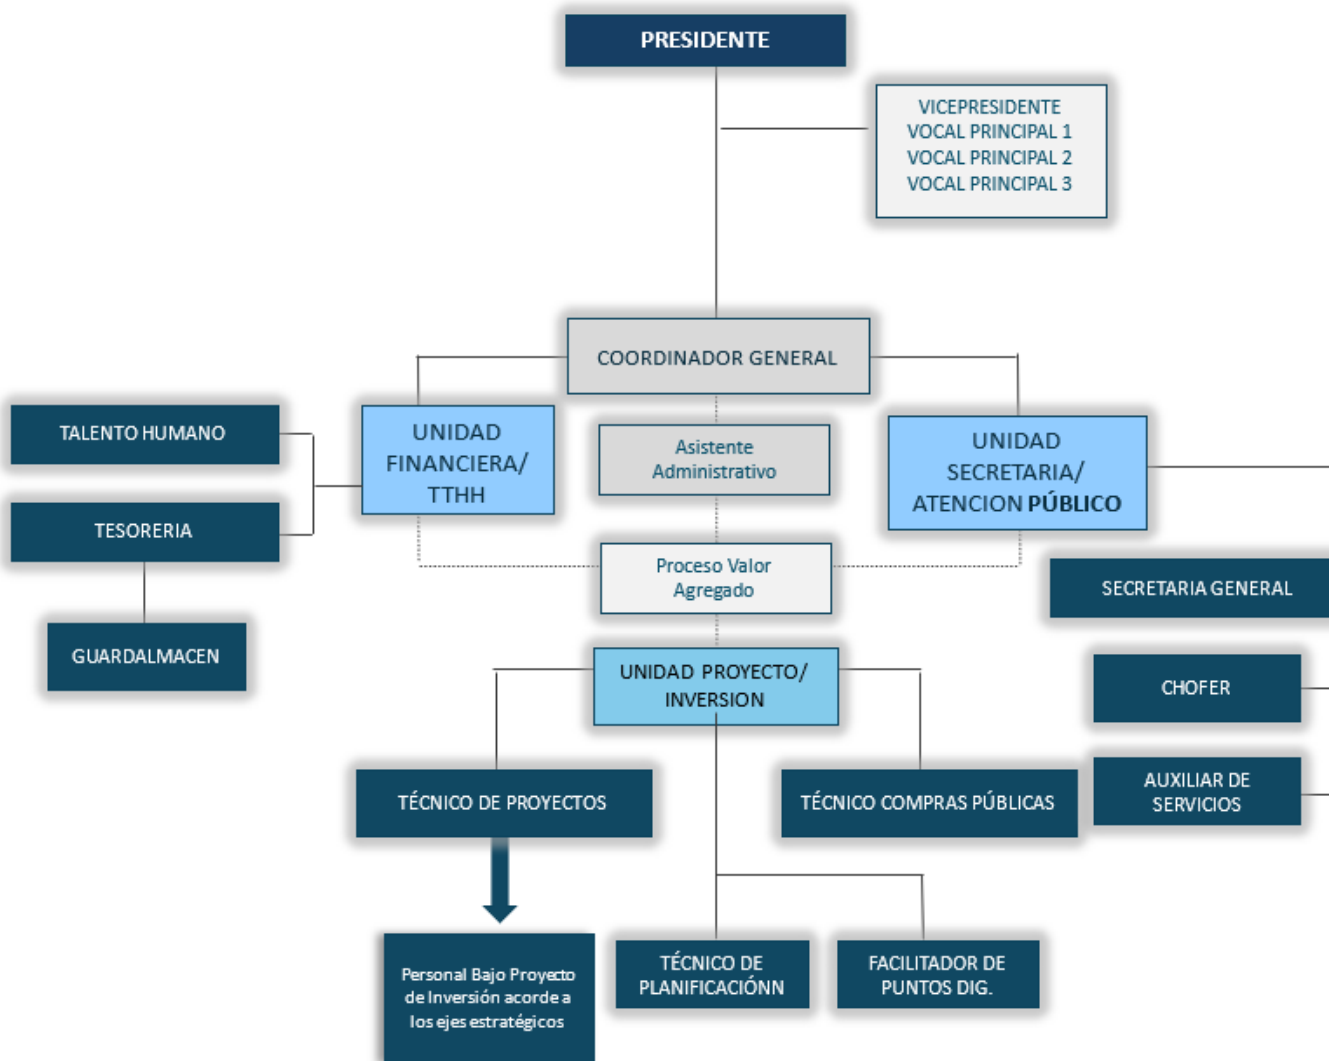 PRESIDENTE
VICEPRESIDENTE
VOCAL PRINCIPAL 1
VOCAL PRINCIPAL 2
VOCAL PRINCIPAL 3
COORDINADOR GENERAL
TALENTO HUMANO
UNIDAD
FINANCIERA/
TTHH
Asistente
Administrativo
UNIDAD
SECRETARIA/
ATENCION PÚBLICO
TESORERIA
Proceso Valor
Agregado
SECRETARIA GENERAL
GUARDALMACEN
UNIDAD PROYECTO/
INVERSION
CHOFER
TÉCNICO DE PROYECTOS
TÉCNICO COMPRAS PÚBLICAS
AUXILIAR DE
SERVICIOS
Personal Bajo Proyecto
de Inversión acorde a
los ejes estratégicos
TÉCNICO DE
PLANIFICACIÓNN
FACILITADOR DE
PUNTOS DIG.